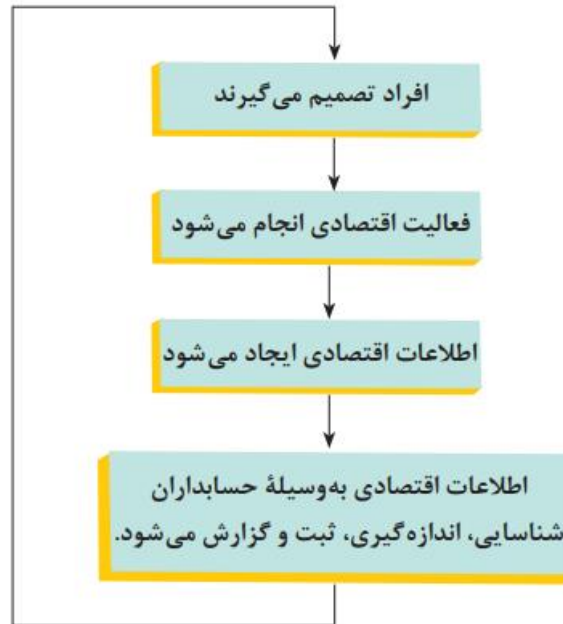 افراد تصمیم می‌گیرند
فعالیت اقتصادی انجام می‌شود
اطلاعات اقتصادی ایجاد می‌شود
اطلاعات اقتصادی به‌وسیلهٔ حسابداران
شناسایی، اندازه‌گیری، ثبت و گزارش می‌شود.